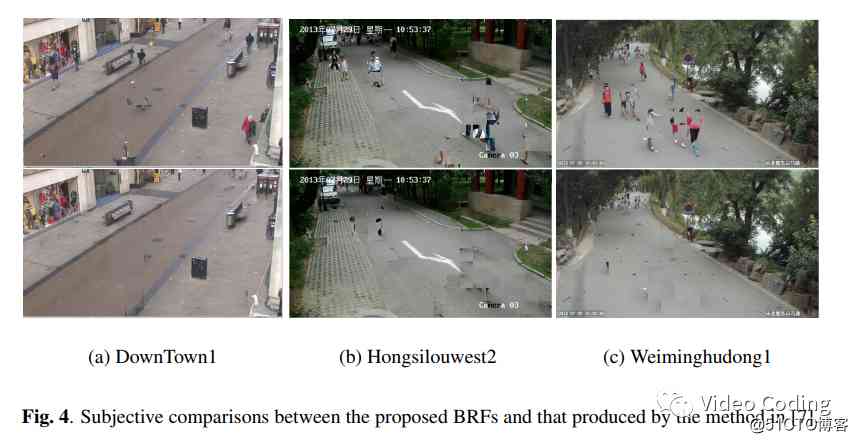 2013年07月29日 星期一 10:53:37
Camera 03
2013年07月29日 星期一 10:53:37
Camera 03
(a) DownTown1
(b) Hongsilouwest2
(c) Weiminghudong1
Fig. 4. Subjective comparisons between the proposed BRFs and that produced by the method in [7].
Video Coding
@51CTO博客